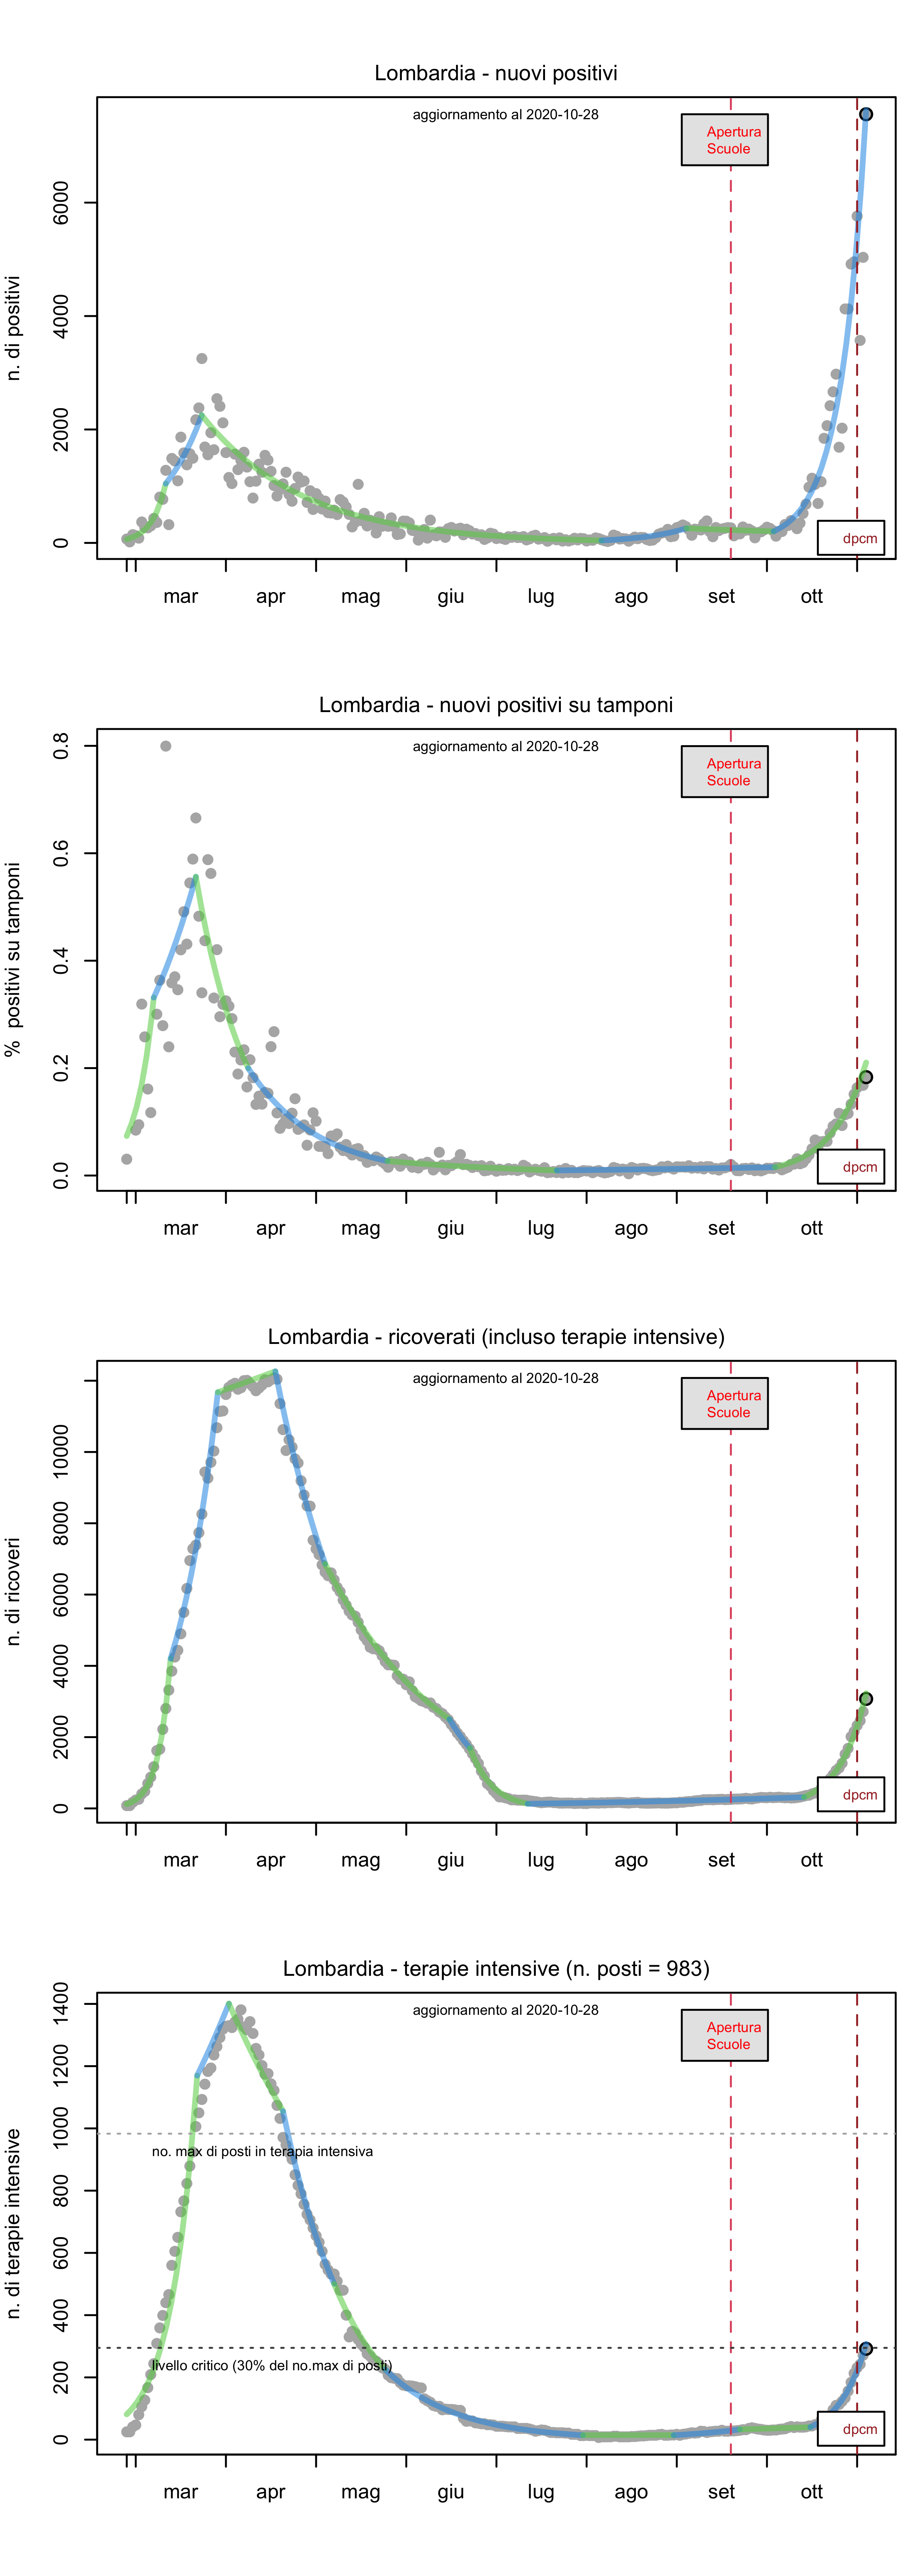 Lombardia - nuovi positivi
aggiornamento al 2020-10-28
Apertura
Scuole
n. di positivi
6000
4000
2000
0
dpcm
mar apr mag giu lug ago set ott
Lombardia - nuovi positivi su tamponi
aggiornamento al 2020-10-28
Apertura
Scuole
% positivi su tamponi
0.8
0.6
0.4
0.2
0.0
dpcm
mar apr mag giu lug ago set ott
Lombardia - ricoverati (incluso terapie intensive)
aggiornamento al 2020-10-28
Apertura
Scuole
n. di ricoveri
10000
8000
6000
4000
2000
0
dpcm
mar apr mag giu lug ago set ott
Lombardia - terapie intensive (n. posti = 983)
aggiornamento al 2020-10-28
Apertura
Scuole
n. di terapie intensive
1400
1200
1000
no. max di posti in terapia intensiva
800
600
400
livello critico (30% del no.max di posti)
200
0
dpcm
mar apr mag giu lug ago set ott